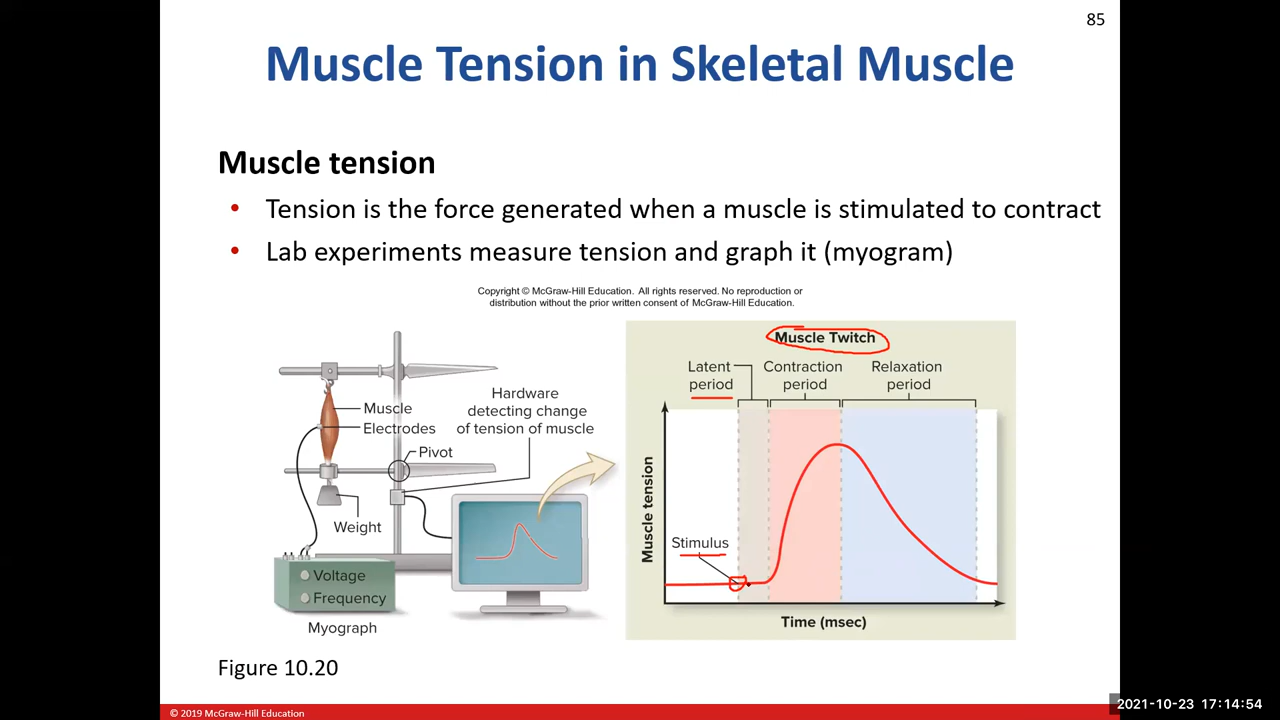 85
Muscle Tension in Skeletal Muscle
Muscle tension
• Tension is the force generated when a muscle is stimulated to contract
• Lab experiments measure tension and graph it (myogram)
Copyright © McGraw-Hill Education. All rights reserved. No reproduction or
distribution without the prior written consent of McGraw-Hill Education.
Muscle
Electrodes
Hardware
detecting change
of tension of muscle
Pivot
Weight
Voltage
Frequency
Myograph
Muscle Twitch
Latent
period
Contraction
period
Relaxation
period
Muscle tension
Stimulus
Time (msec)
Figure 10.20
© 2019 McGraw-Hill Education
2021-10-23 17:14:54